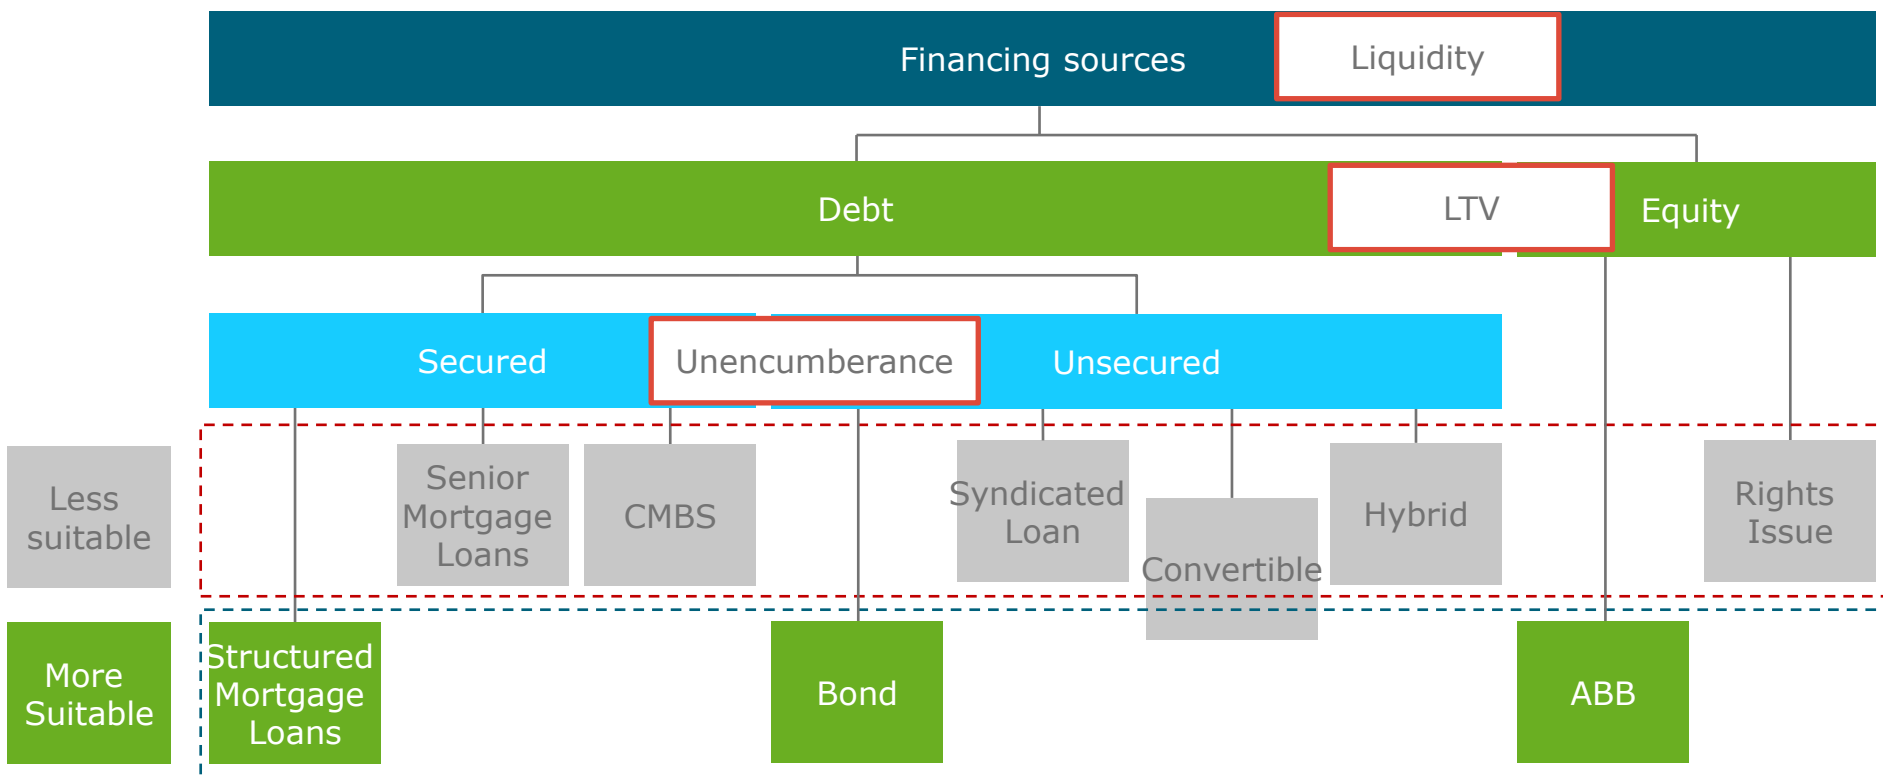 Financing sources
Liquidity
Debt
LTV
Equity
Secured
Unencumberance
Unsecured
Less
suitable
Senior
Mortgage
Loans
CMBS
Syndicated
Loan
Convertible
Hybrid
Rights
Issue
More
Suitable
Structured
Mortgage
Loans
Bond
ABB